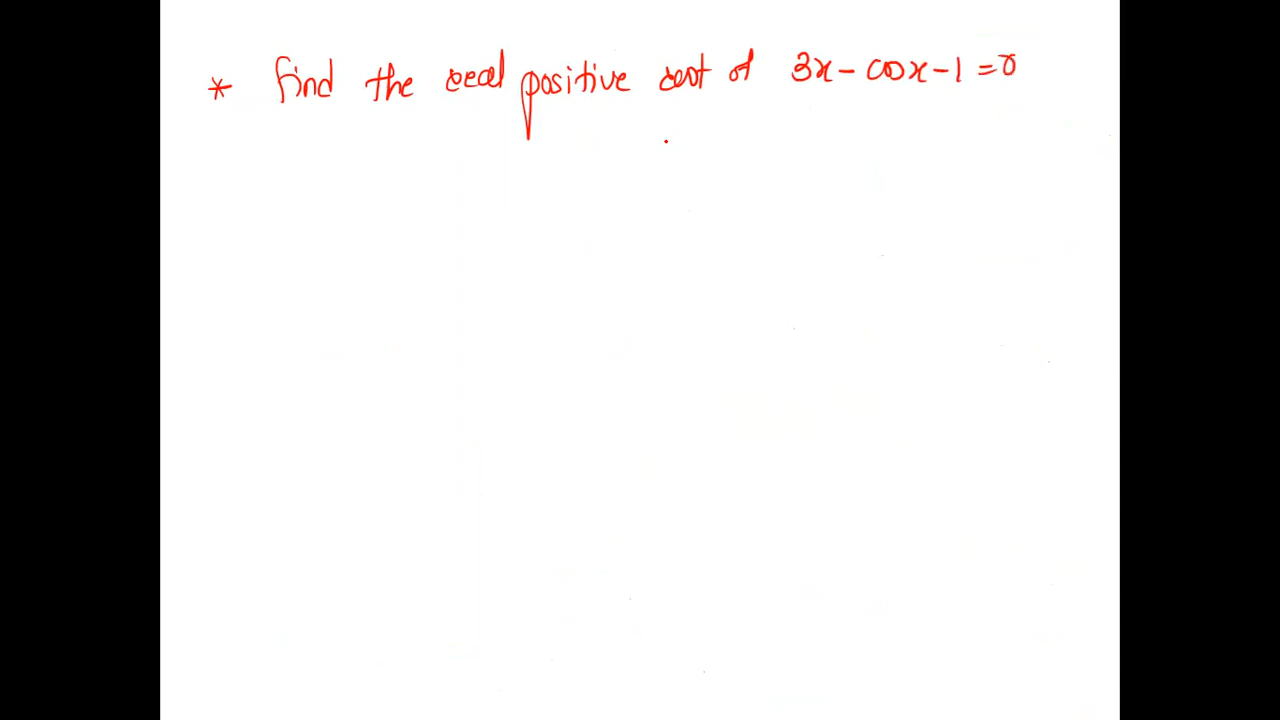 * find the real positive root of 3x - cos x - 1 = 0